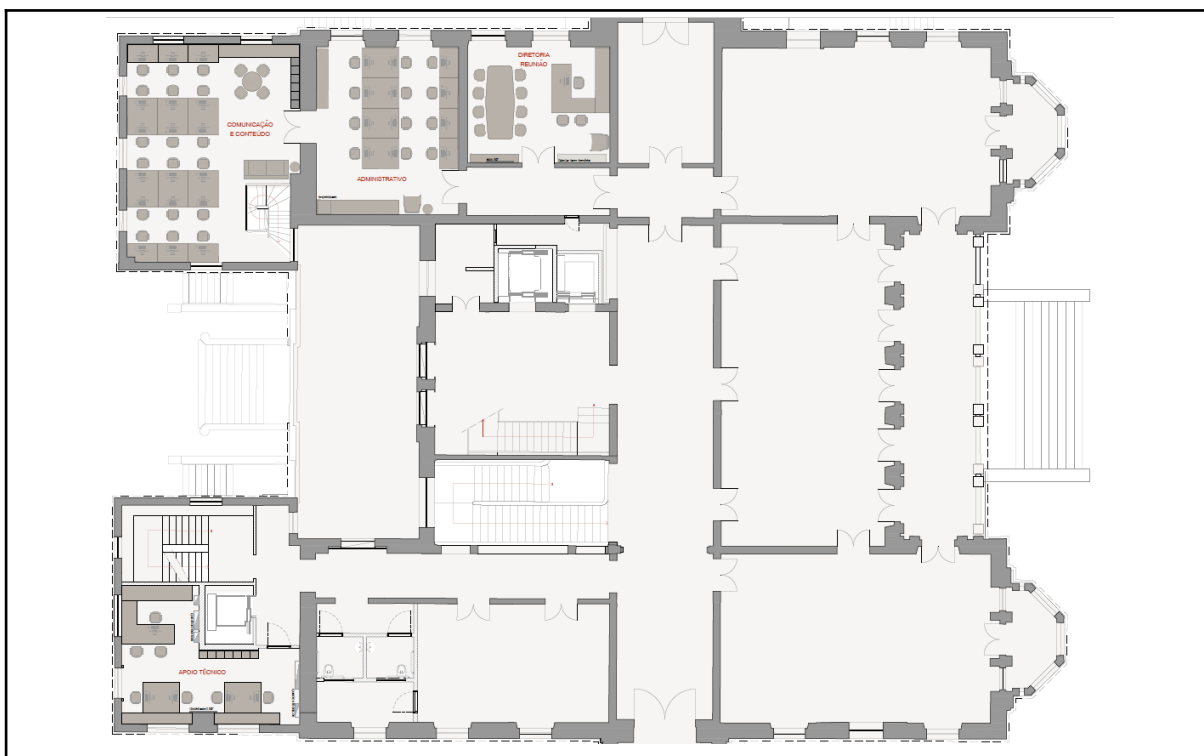 DIRETORIA
REUNIÃO
COMUNICAÇÃO
E CONTEÚDO
ADMINISTRATIVO
APOIO TÉCNICO